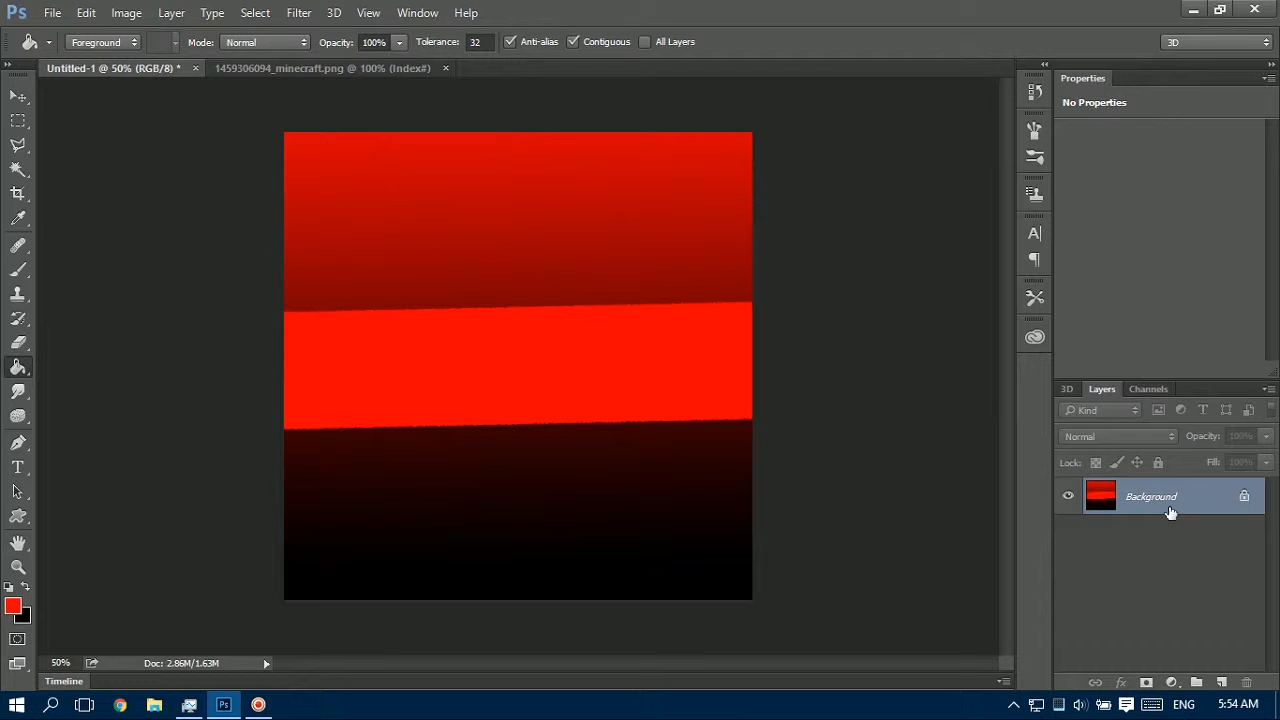 Ps File Edit Image Layer Type Select Filter 3D View Window Help
Foreground Mode: Normal Opacity: 100% Tolerance: 32 Anti-alias Contiguous All Layers 3D
Untitled-1 @ 50% (RGB/8) * × 1459306094_minecraft.png @ 100% (Index#) ×
Properties
No Properties
3D Layers Channels
Kind
Normal Opacity: 100%
Lock: Fill: 100%
Background
50% Doc: 2.86M/1.63M
Timeline
Ps ENG 5:54 AM